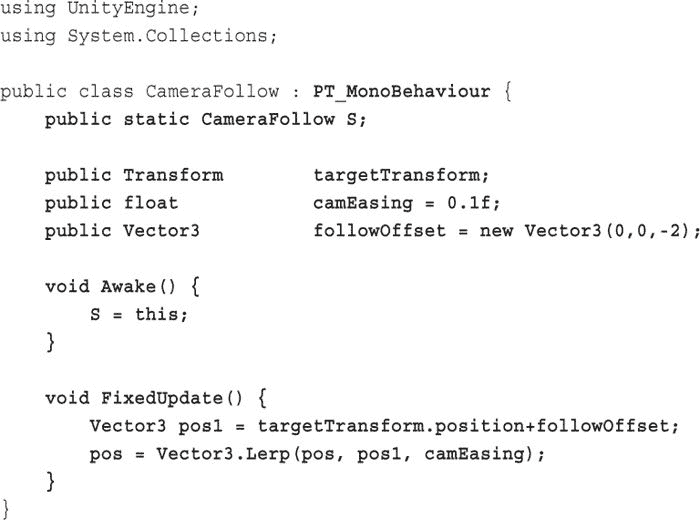 using UnityEngine;
using System.Collections;

public class CameraFollow : PT_MonoBehaviour {
    public static CameraFollow S;

    public Transform        targetTransform;
    public float            camEasing = 0.1f;
    public Vector3          followOffset = new Vector3(0,0,-2);

    void Awake() {
        S = this;
    }

    void FixedUpdate() {
        Vector3 pos1 = targetTransform.position+followOffset;
        pos = Vector3.Lerp(pos, pos1, camEasing);
    }
}